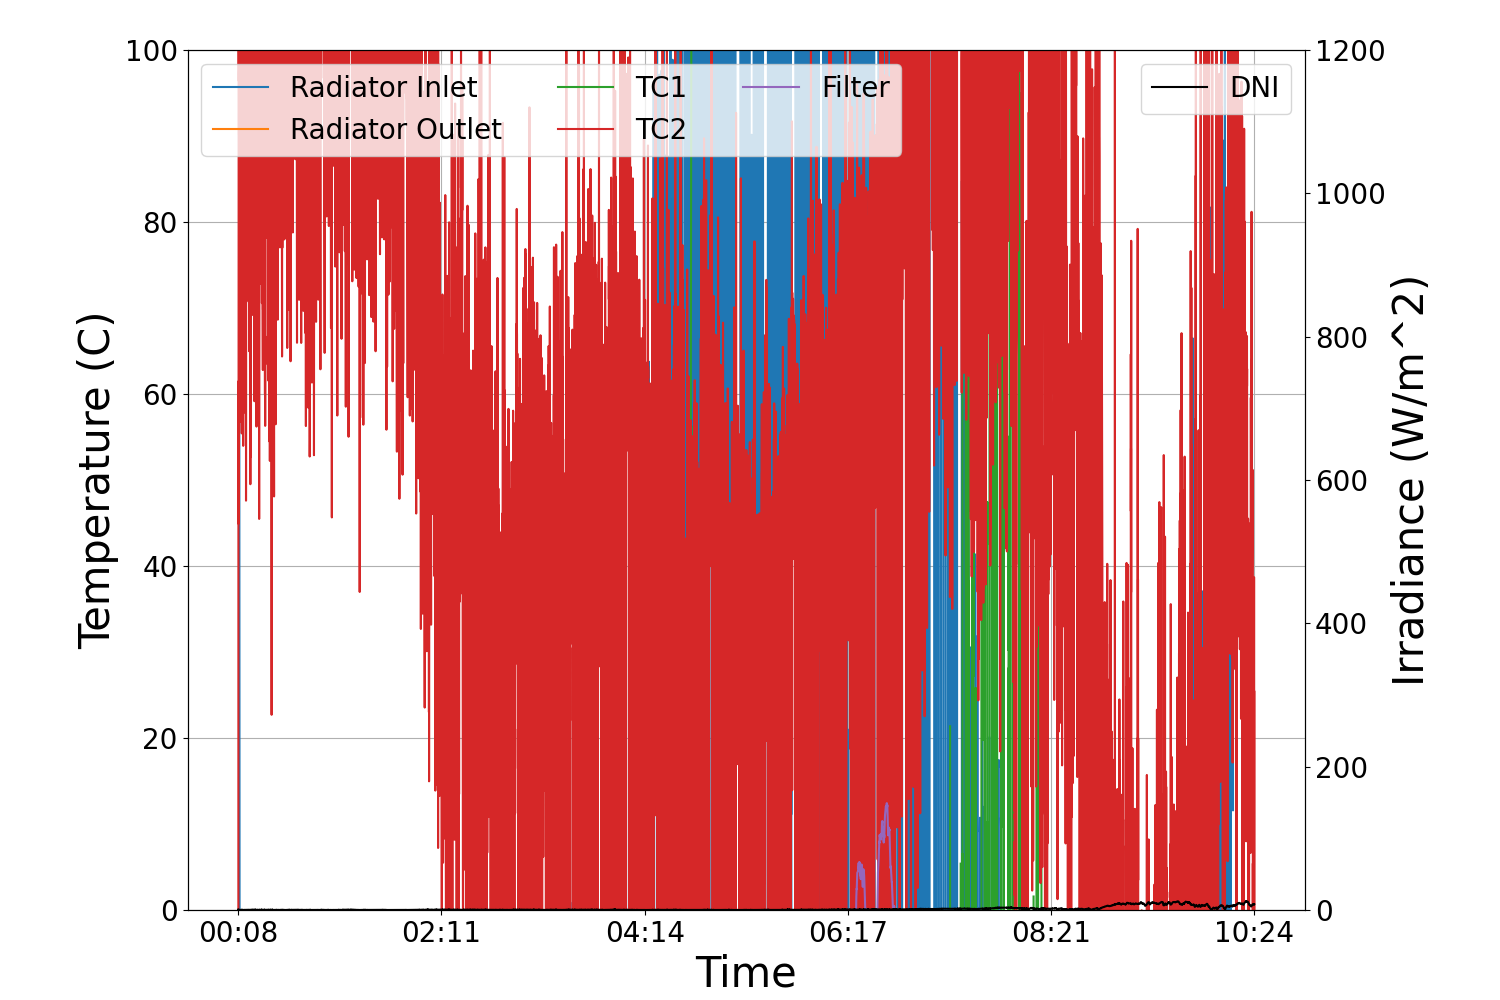 Radiator Inlet
Radiator Outlet
TC1
TC2
Filter
DNI
100
80
60
40
20
0
Temperature (C)
1200
1000
800
600
400
200
0
Irradiance (W/m^2)
00:08 02:11 04:14 06:17 08:21 10:24
Time